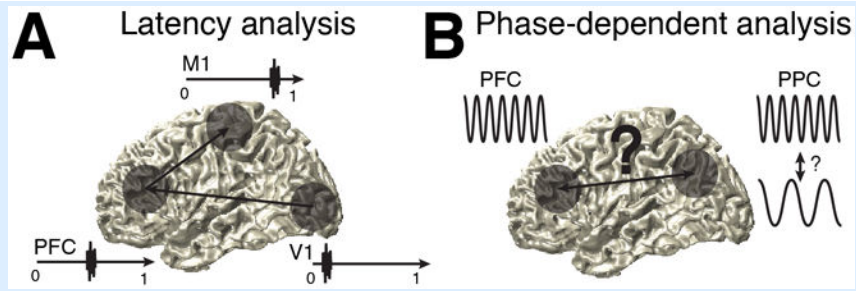 A Latency analysis
M1
0 1
PFC
0 1
V1
0 1
B Phase-dependent analysis
PFC
PPC
?
?